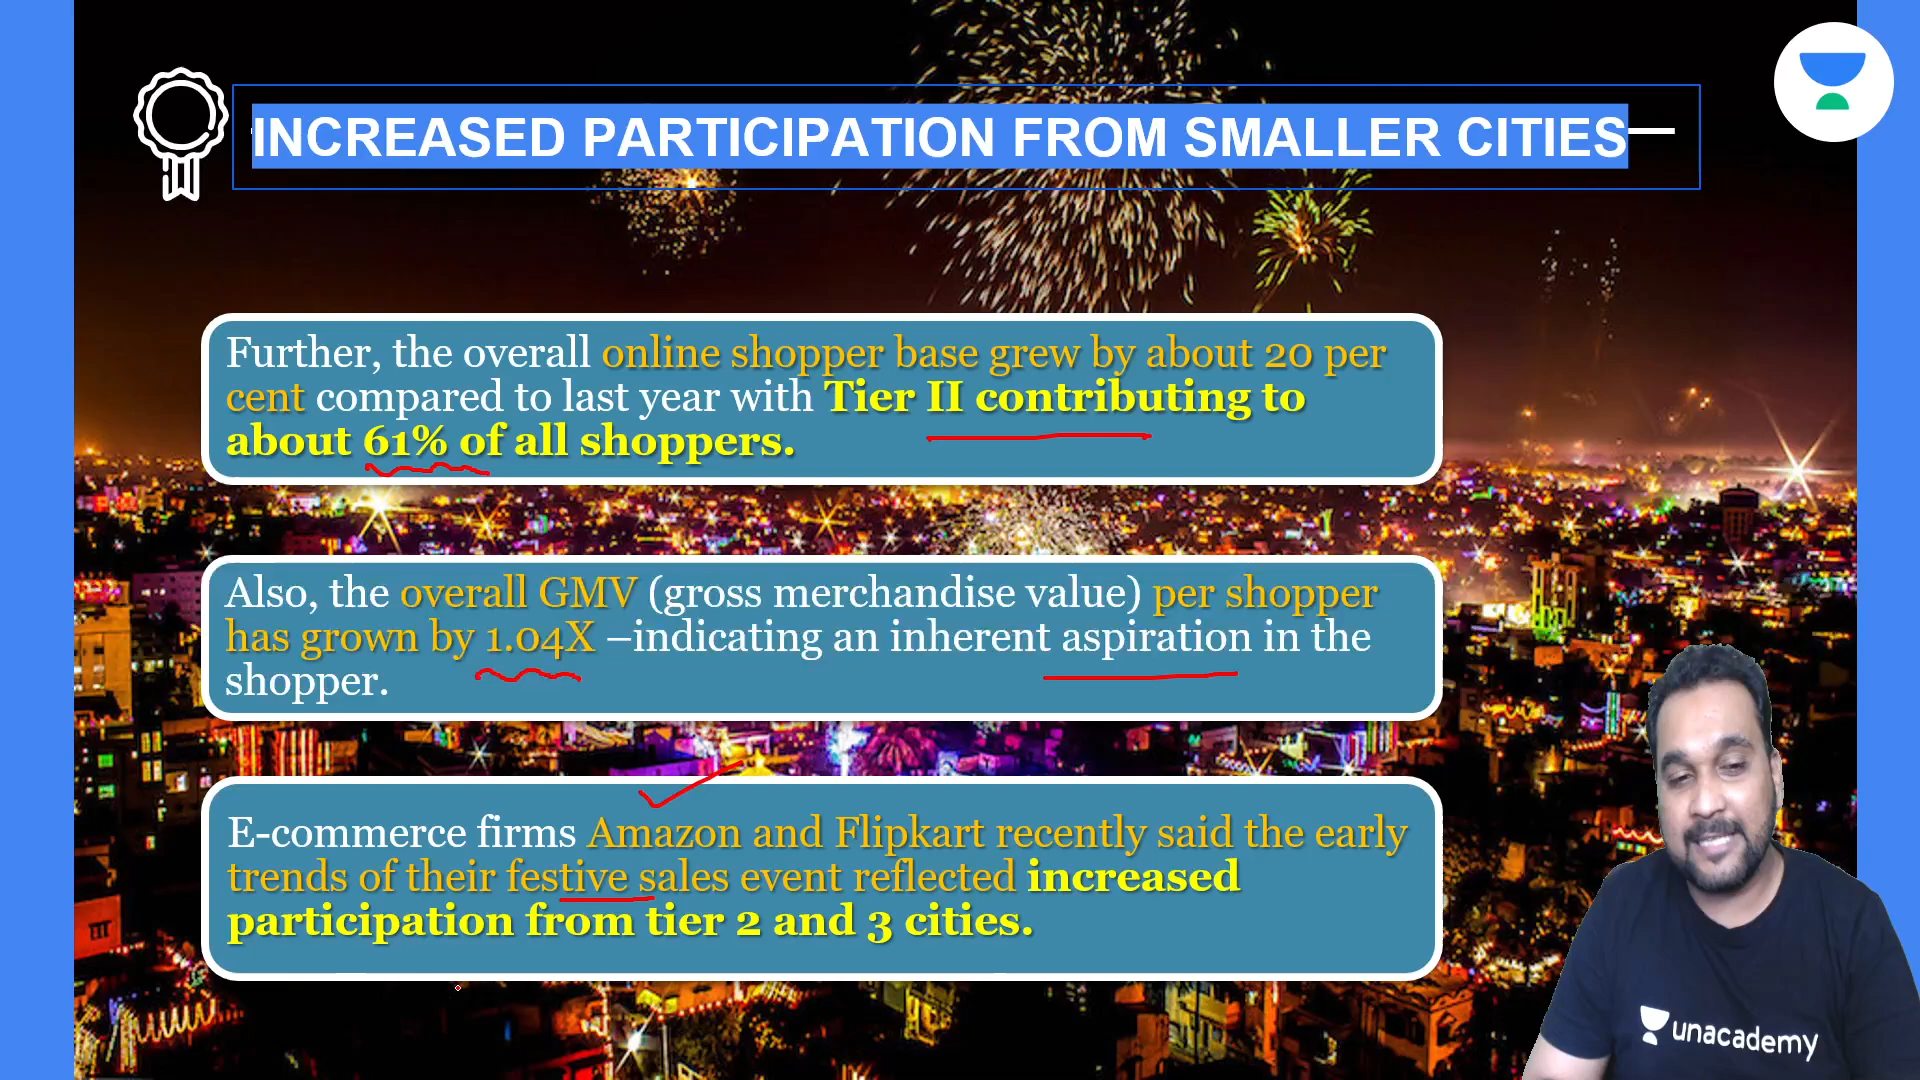 INCREASED PARTICIPATION FROM SMALLER CITIES
Further, the overall online shopper base grew by about 20 per
cent compared to last year with Tier II contributing to
about 61% of all shoppers.
Also, the overall GMV (gross merchandise value) per shopper
has grown by 1.04X –indicating an inherent aspiration in the
shopper.
E-commerce firms Amazon and Flipkart recently said the early
trends of their festive sales event reflected increased
participation from tier 2 and 3 cities.
unacademy